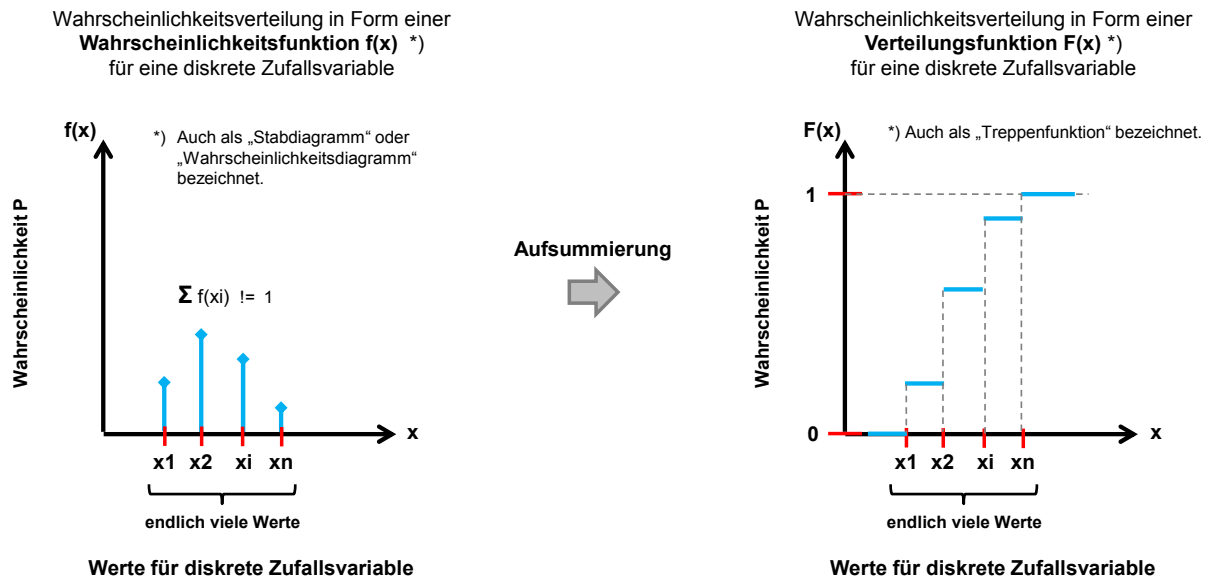 Wahrscheinlichkeitsverteilung in Form einer
Wahrscheinlichkeitsfunktion f(x) *)
für eine diskrete Zufallsvariable
f(x)
*) Auch als „Stabdiagramm“ oder
„Wahrscheinlichkeitsdiagramm“
bezeichnet.
Wahrscheinlichkeit P
Σ f(xi) != 1
x
x1 x2 xi xn
endlich viele Werte
Werte für diskrete Zufallsvariable
Aufsummierung
Wahrscheinlichkeitsverteilung in Form einer
Verteilungsfunktion F(x) *)
für eine diskrete Zufallsvariable
F(x)
*) Auch als „Treppenfunktion“ bezeichnet.
1
Wahrscheinlichkeit P
0
x
x1 x2 xi xn
endlich viele Werte
Werte für diskrete Zufallsvariable